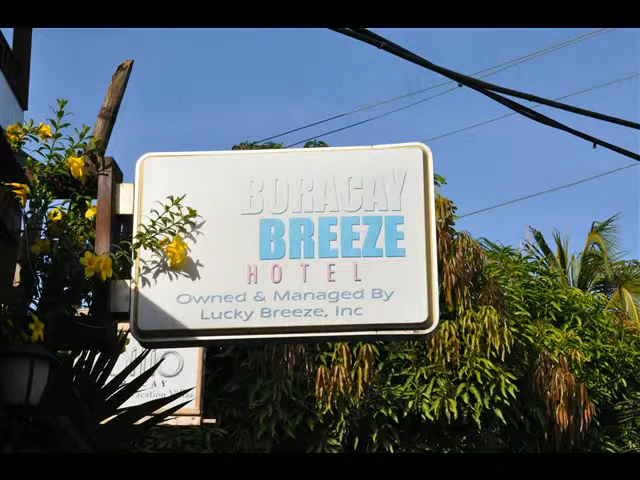 BORACAY
BREEZE
HOTEL
Owned & Managed By
Lucky Breeze, Inc